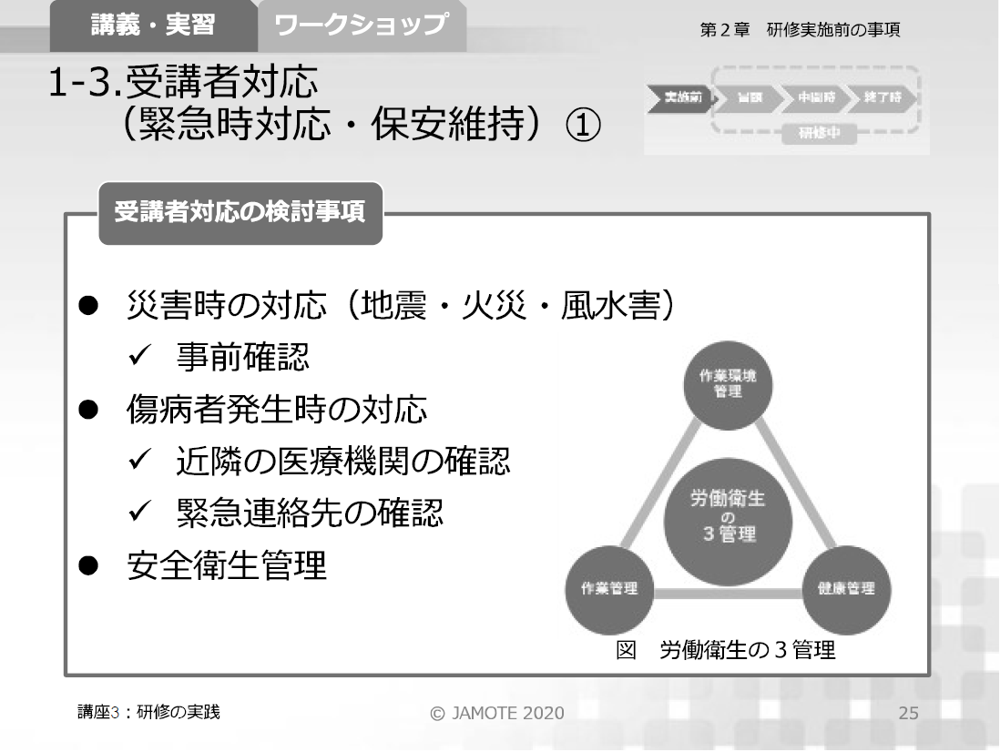 講義・実習
ワークショップ
第２章　研修実施前の事項
1-3.受講者対応
（緊急時対応・保安維持）①
実施前
冒頭
中間時
終了時
研修中
受講者対応の検討事項
● 災害時の対応（地震・火災・風水害）
✓ 事前確認
● 傷病者発生時の対応
✓ 近隣の医療機関の確認
✓ 緊急連絡先の確認
● 安全衛生管理
作業環境
管理
労働衛生
の
３管理
作業管理
健康管理
図　労働衛生の３管理
講座3：研修の実践
© JAMOTE 2020
25